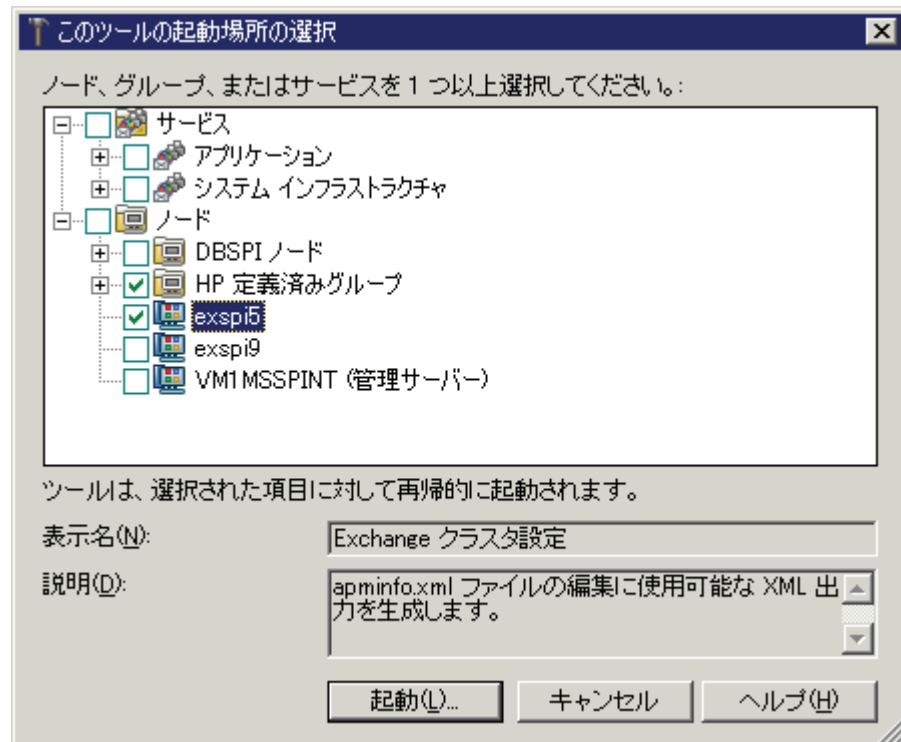 このツールの起動場所の選択
ノード、グループ、またはサービスを1 つ以上選択してください。:
サービス
アプリケーション
システム インフラストラクチャ
ノード
DBSPI ノード
HP 定義済みグループ
exspi5
exspi9
VM1MSSPINT (管理サーバー)
ツールは、選択された項目に対して再帰的に起動されます。
表示名(N):
Exchange クラスタ設定
説明(D):
apminfo.xml ファイルの編集に使用可能な XML 出
力を生成します。
起動(L)... キャンセル ヘルプ(H)